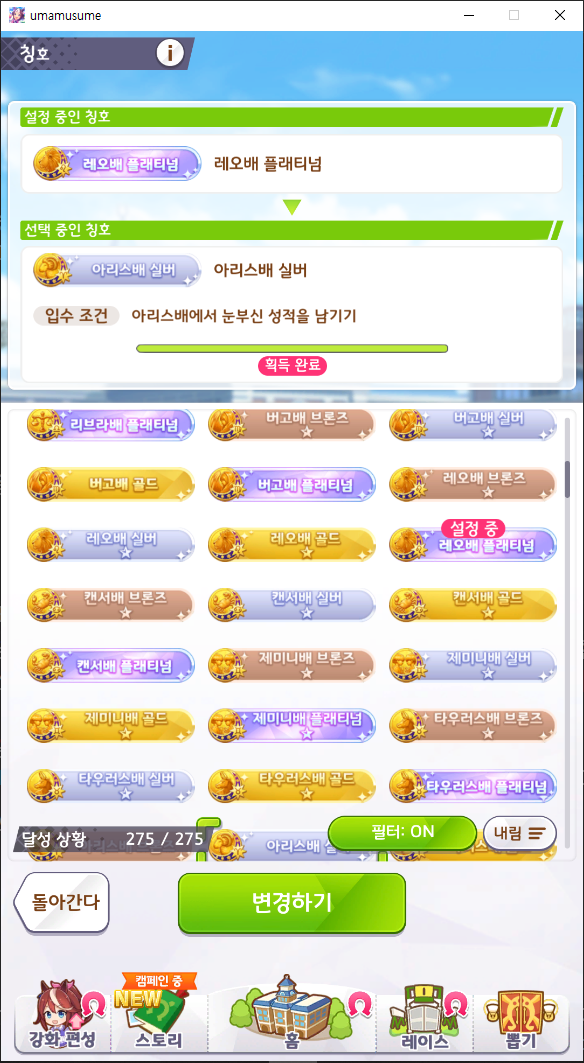 umamusume
칭호
i
설정 중인 칭호
레오배 플래티넘 레오배 플래티넘
선택 중인 칭호
아리스배 실버 아리스배 실버
입수 조건 아리스배에서 눈부신 성적을 남기기
획득 완료
리브라배 플래티넘 버고배 브론즈 버고배 실버
버고배 골드 버고배 플래티넘 레오배 브론즈
설정 중
레오배 실버 레오배 골드 레오배 플래티넘
캔서배 브론즈 캔서배 실버 캔서배 골드
캔서배 플래티넘 제미니배 브론즈 제미니배 실버
제미니배 골드 제미니배 플래티넘 타우러스배 브론즈
타우러스배 실버 타우러스배 골드 타우러스배 플래티넘
달성 상황 275 / 275 필터: ON 내림
아리스배 실버
돌아간다 변경하기
캠페인 중
NEW
강화 편성 스토리 홈 레이스 뽑기